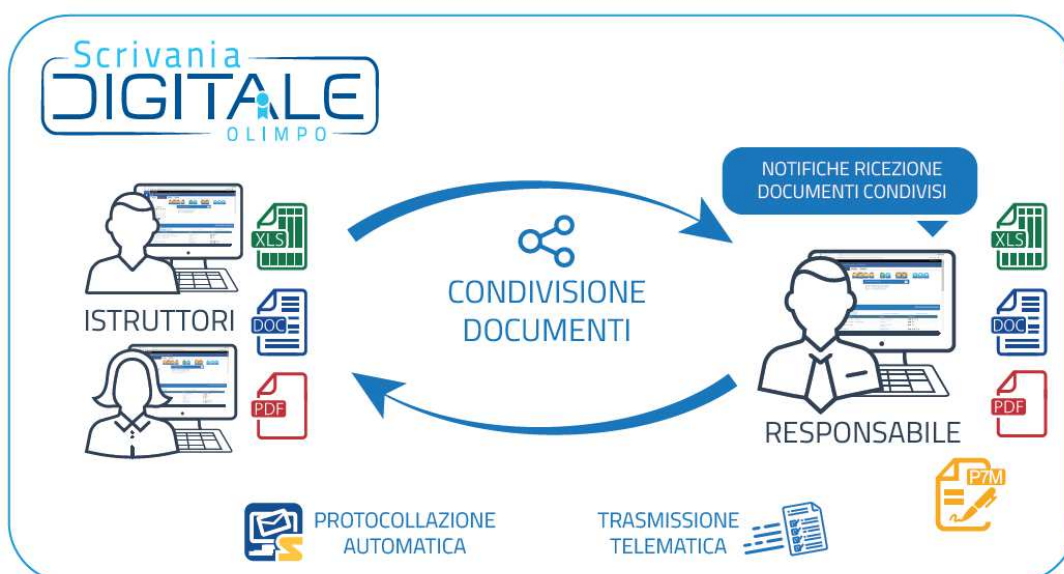 Scrivania
DIGITALE
OLIMPO
NOTIFICHE RICEZIONE
DOCUMENTI CONDIVISI
XLS
DOC
PDF
ISTRUTTORI
CONDIVISIONE
DOCUMENTI
XLS
DOC
PDF
RESPONSABILE
P7M
PROTOCOLLAZIONE
AUTOMATICA
TRASMISSIONE
TELEMATICA